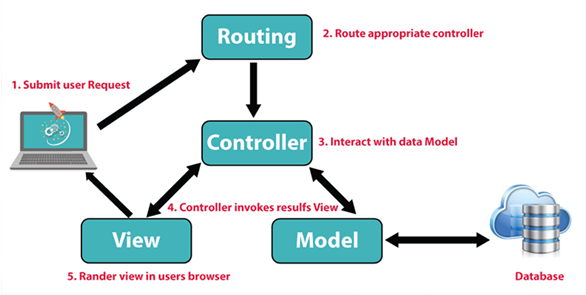 Routing
2. Route appropriate controller
1. Submit user Request
Controller
3. Interact with data Model
4. Controller invokes resulfs View
View
Model
5. Rander view in users browser
Database